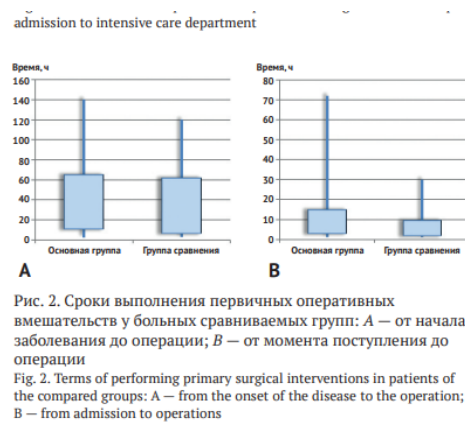 admission to intensive care department
Время, ч
160
140
120
100
80
60
40
20
0
Основная группа Группа сравнения
A
Время, ч
80
70
60
50
40
30
20
10
0
Основная группа Группа сравнения
B
Рис. 2. Сроки выполнения первичных оперативных
вмешательств у больных сравниваемых групп: A — от начала
заболевания до операции; B — от момента поступления до
операции
Fig. 2. Terms of performing primary surgical interventions in patients of
the compared groups: A — from the onset of the disease to the operation;
B — from admission to operations